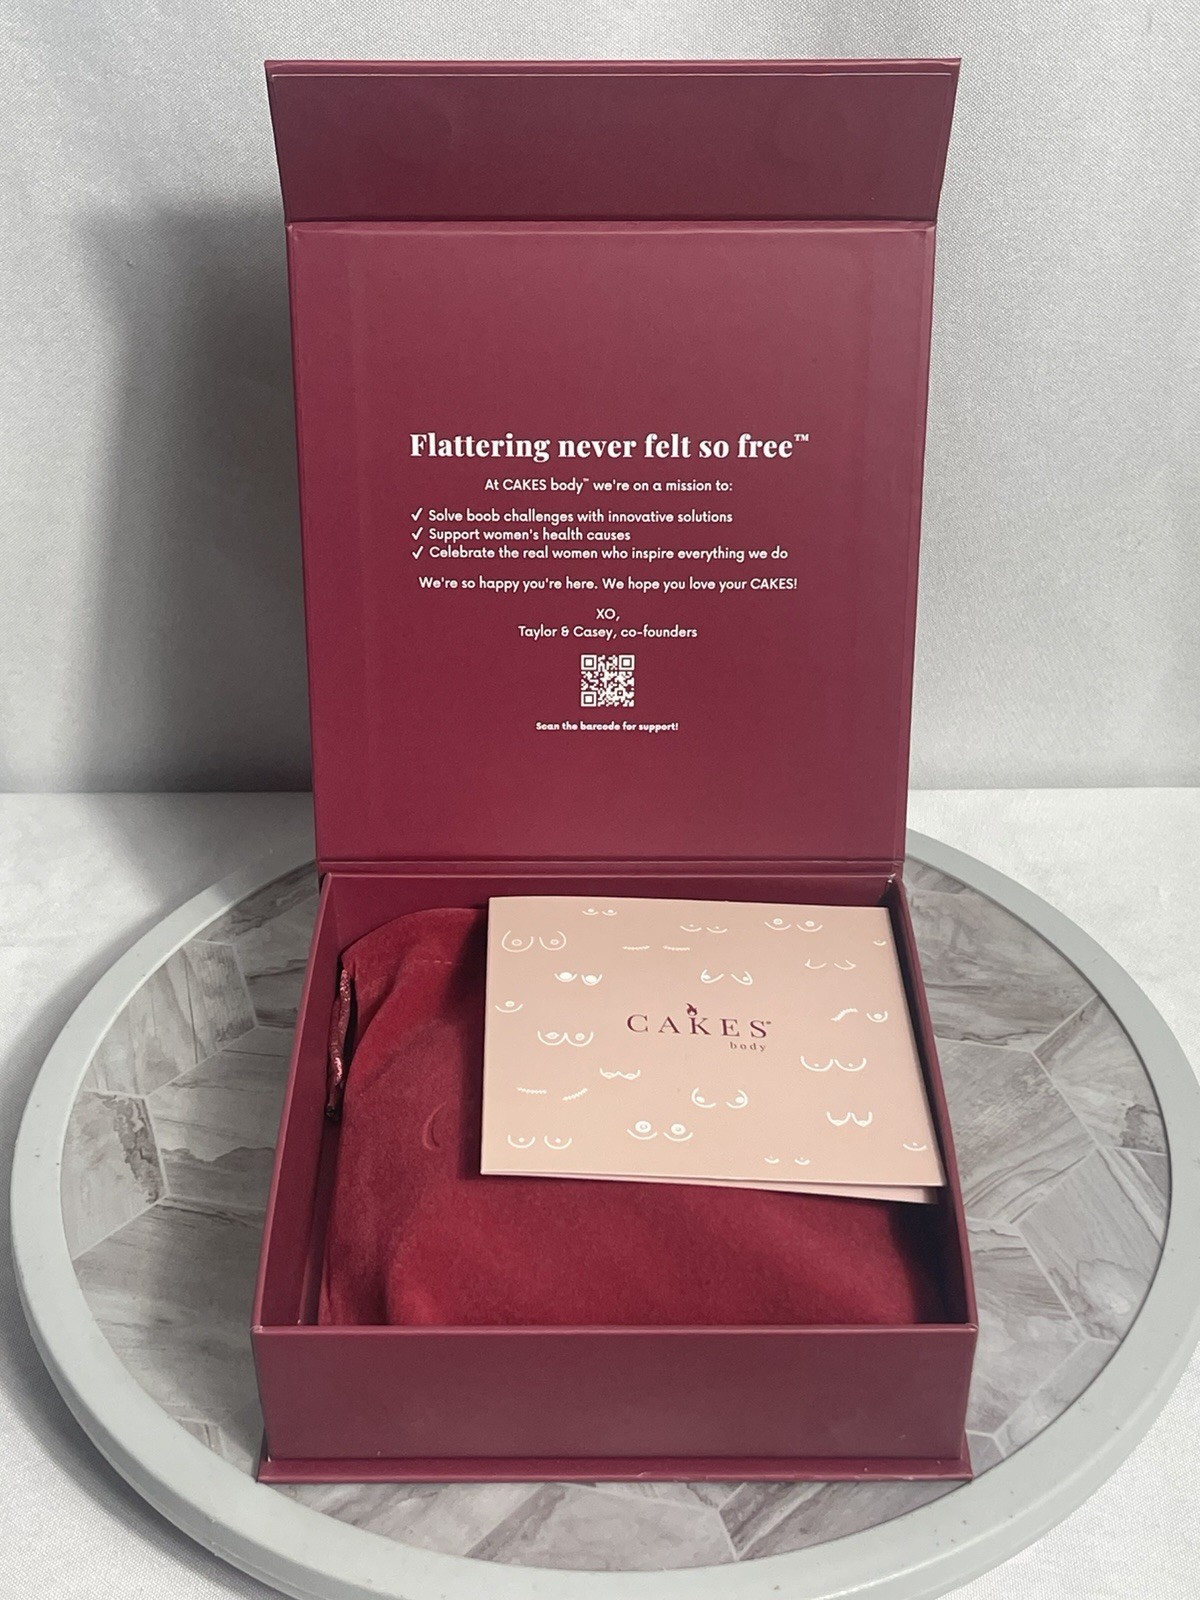 Flattering never felt so free™
At CAKES body™ we're on a mission to:
✓ Solve boob challenges with innovative solutions
✓ Support women's health causes
✓ Celebrate the real women who inspire everything we do
We're so happy you're here. We hope you love your CAKES!
XO,
Taylor & Casey, co-founders
Scan the barcode for support!
CAKES™
body